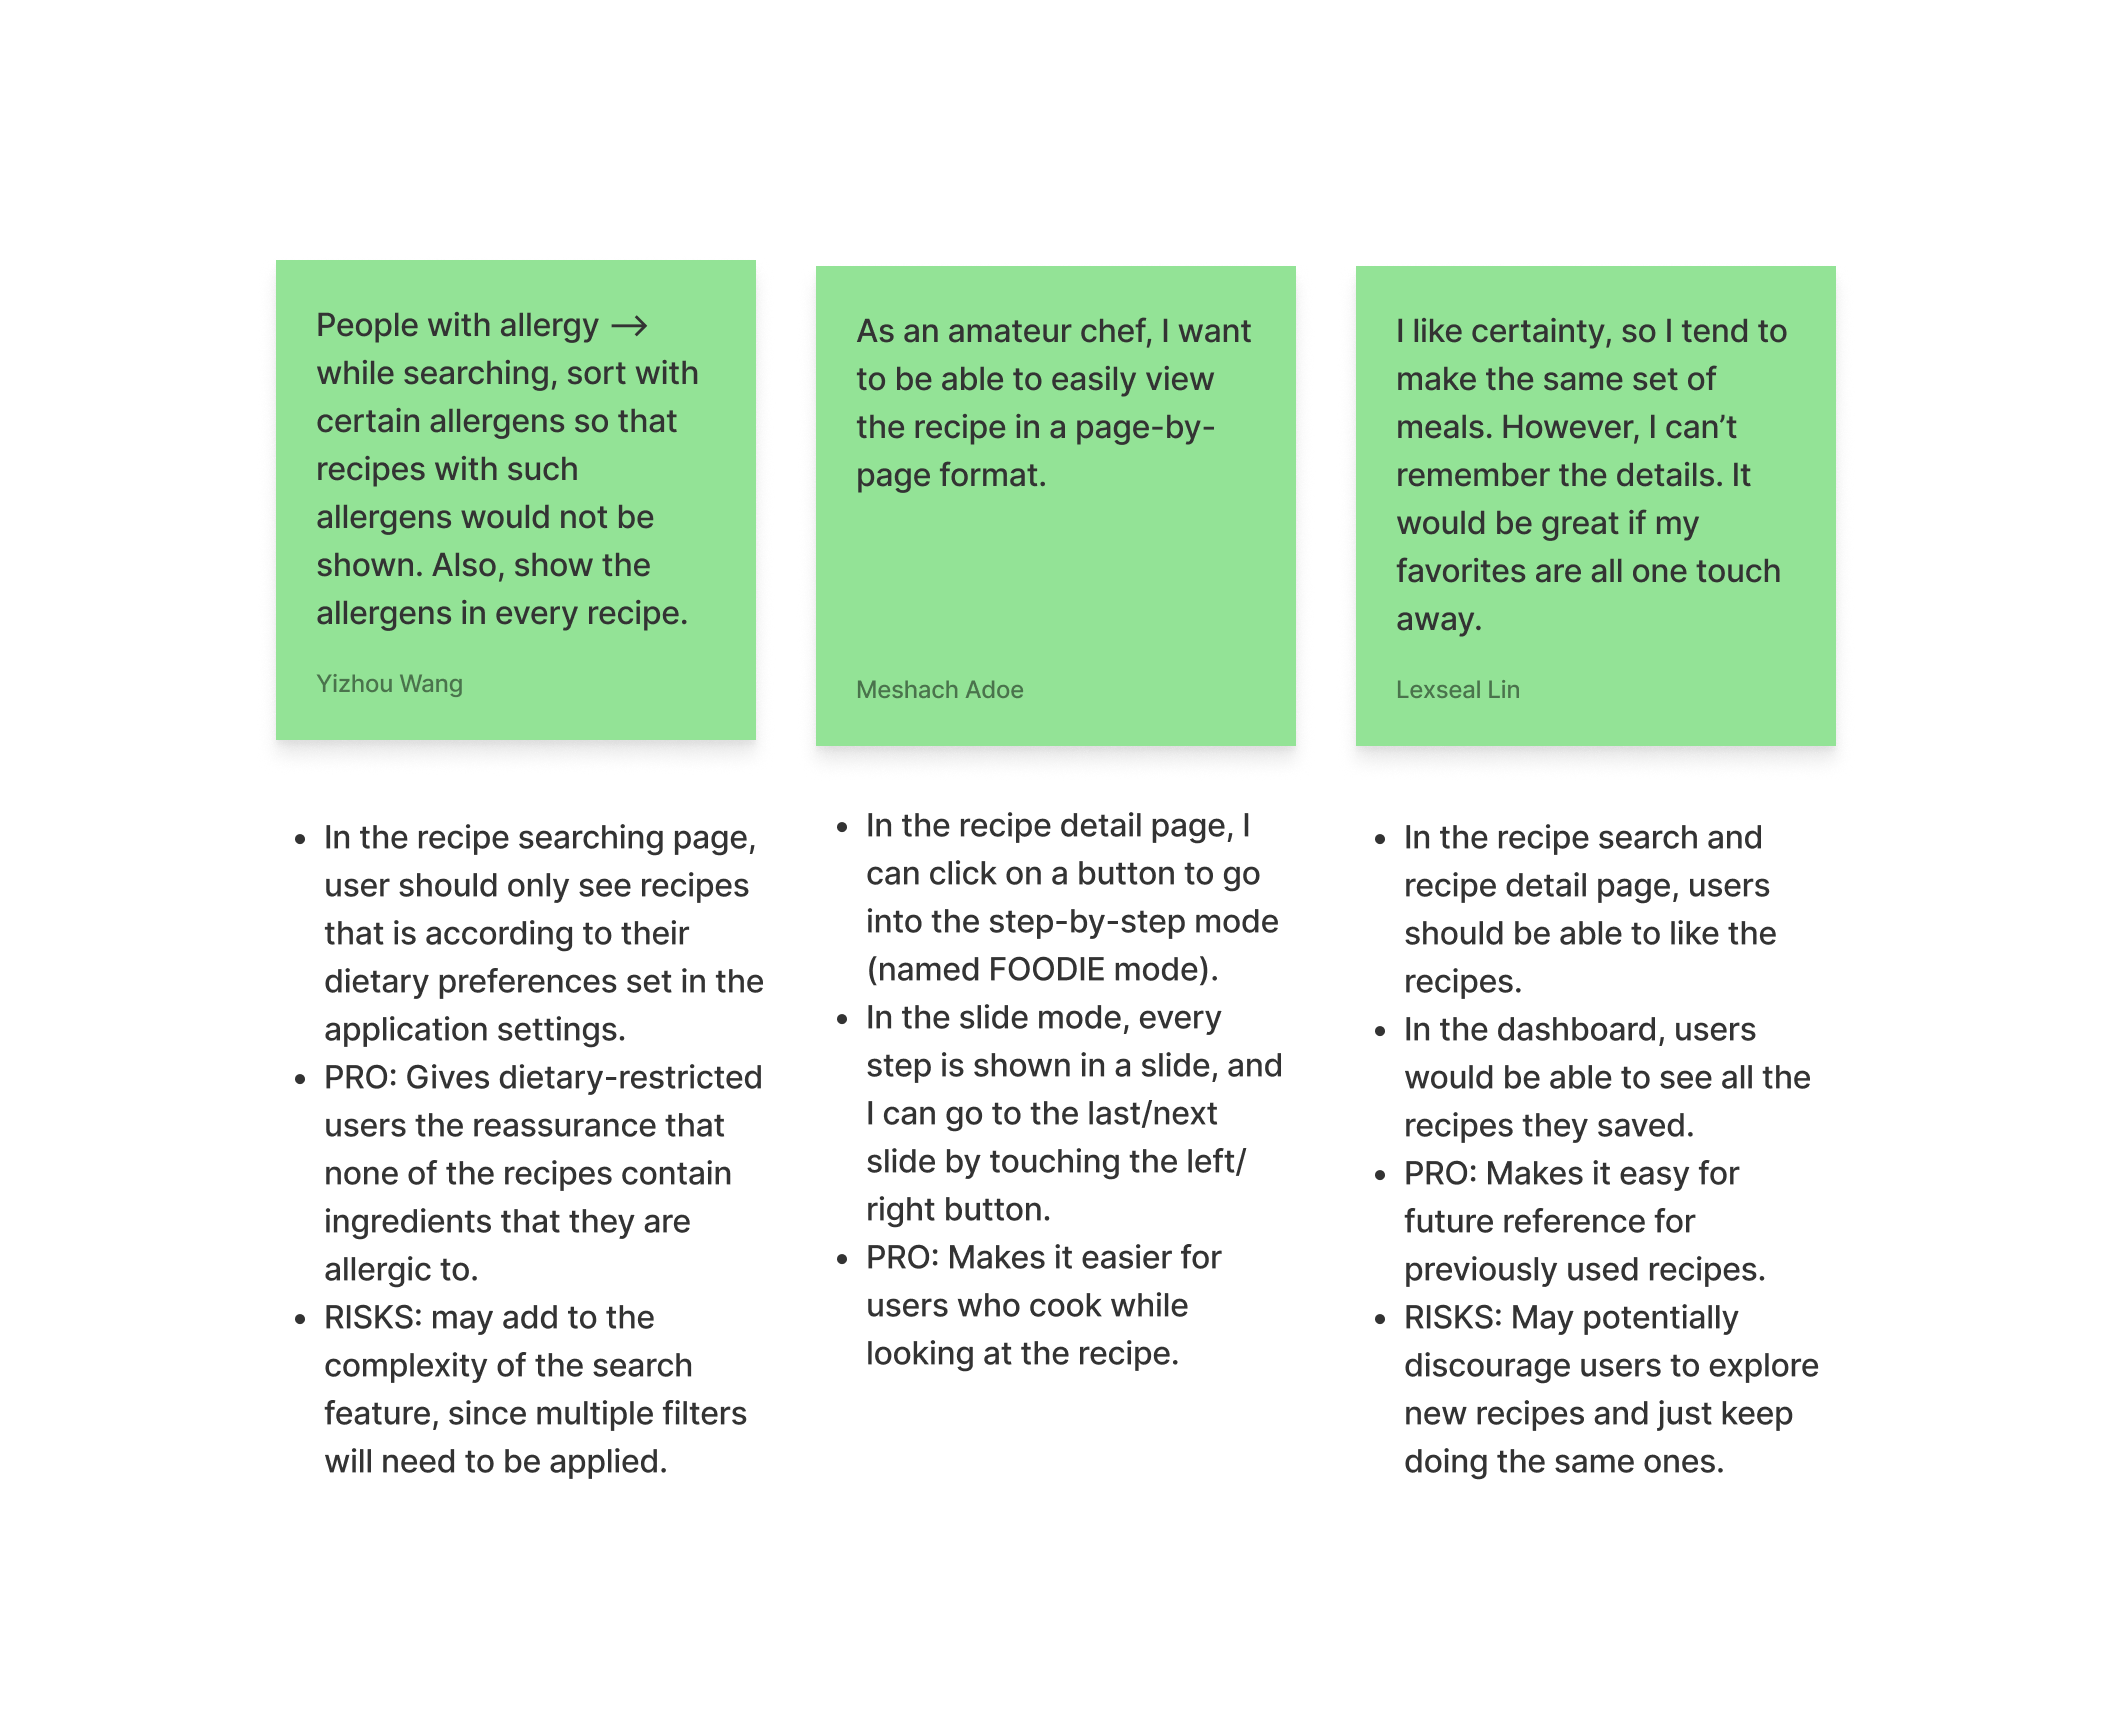 People with allergy →
while searching, sort with
certain allergens so that
recipes with such
allergens would not be
shown. Also, show the
allergens in every recipe.
Yizhou Wang
As an amateur chef, I want
to be able to easily view
the recipe in a page-by-
page format.
Meshach Adoe
I like certainty, so I tend to
make the same set of
meals. However, I can’t
remember the details. It
would be great if my
favorites are all one touch
away.
Lexseal Lin
• In the recipe searching page,
user should only see recipes
that is according to their
dietary preferences set in the
application settings.
• PRO: Gives dietary-restricted
users the reassurance that
none of the recipes contain
ingredients that they are
allergic to.
• RISKS: may add to the
complexity of the search
feature, since multiple filters
will need to be applied.
• In the recipe detail page, I
can click on a button to go
into the step-by-step mode
(named FOODIE mode).
• In the slide mode, every
step is shown in a slide, and
I can go to the last/next
slide by touching the left/
right button.
• PRO: Makes it easier for
users who cook while
looking at the recipe.
• In the recipe search and
recipe detail page, users
should be able to like the
recipes.
• In the dashboard, users
would be able to see all the
recipes they saved.
• PRO: Makes it easy for
future reference for
previously used recipes.
• RISKS: May potentially
discourage users to explore
new recipes and just keep
doing the same ones.